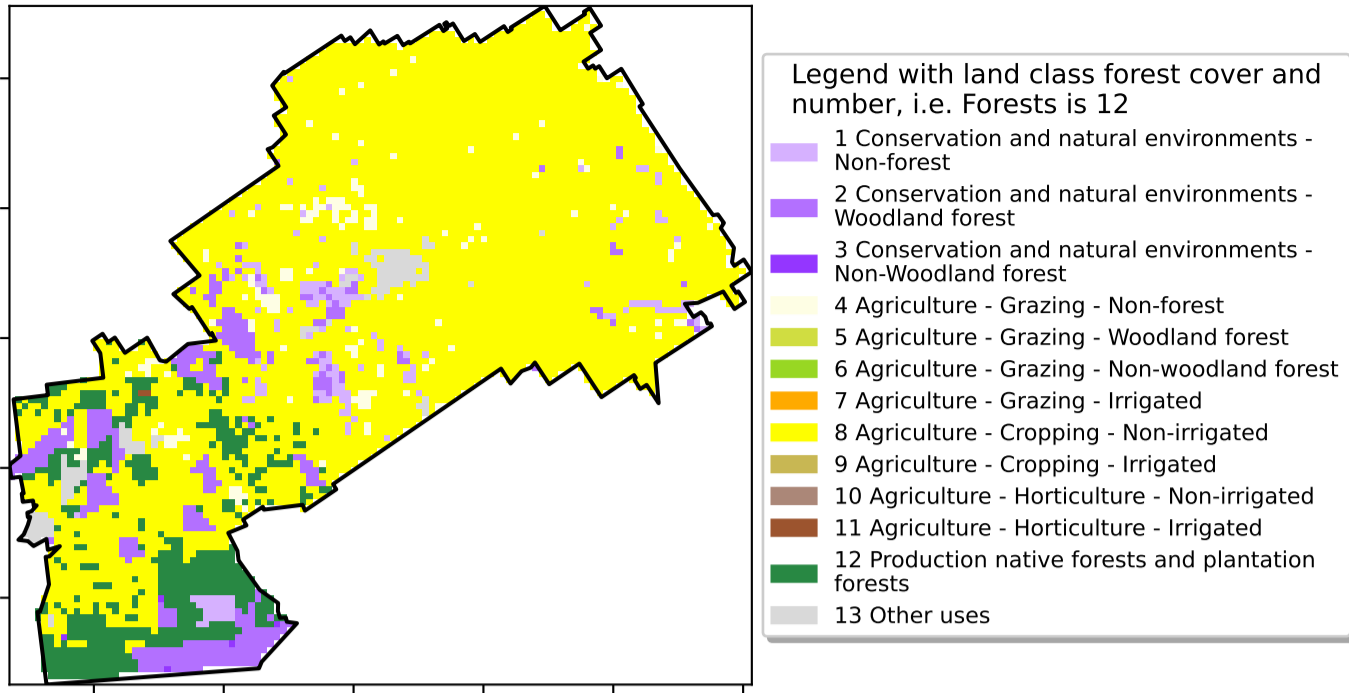 Legend with land class forest cover and
number, i.e. Forests is 12
1 Conservation and natural environments -
Non-forest
2 Conservation and natural environments -
Woodland forest
3 Conservation and natural environments -
Non-Woodland forest
4 Agriculture - Grazing - Non-forest
5 Agriculture - Grazing - Woodland forest
6 Agriculture - Grazing - Non-woodland forest
7 Agriculture - Grazing - Irrigated
8 Agriculture - Cropping - Non-irrigated
9 Agriculture - Cropping - Irrigated
10 Agriculture - Horticulture - Non-irrigated
11 Agriculture - Horticulture - Irrigated
12 Production native forests and plantation
forests
13 Other uses